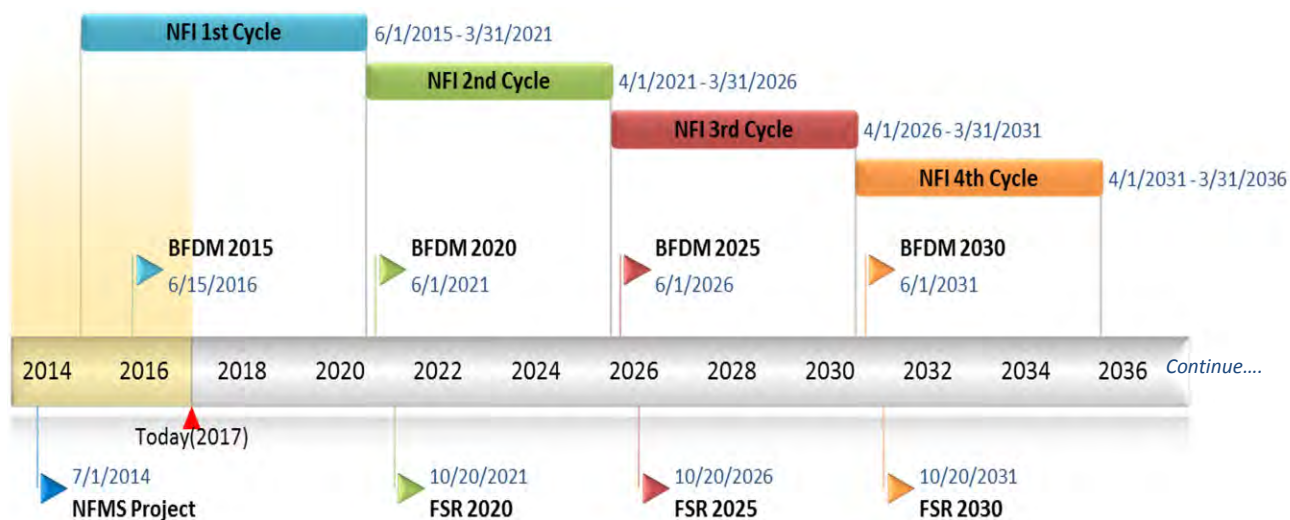 NFI 1st Cycle 6/1/2015 - 3/31/2021
NFI 2nd Cycle 4/1/2021 - 3/31/2026
NFI 3rd Cycle 4/1/2026 - 3/31/2031
NFI 4th Cycle 4/1/2031 - 3/31/2036
BFDM 2015 BFDM 2020 BFDM 2025 BFDM 2030
6/15/2016 6/1/2021 6/1/2026 6/1/2031
2014 2016 2018 2020 2022 2024 2026 2028 2030 2032 2034 2036 Continue....
Today(2017)
7/1/2014 10/20/2021 10/20/2026 10/20/2031
NFMS Project FSR 2020 FSR 2025 FSR 2030